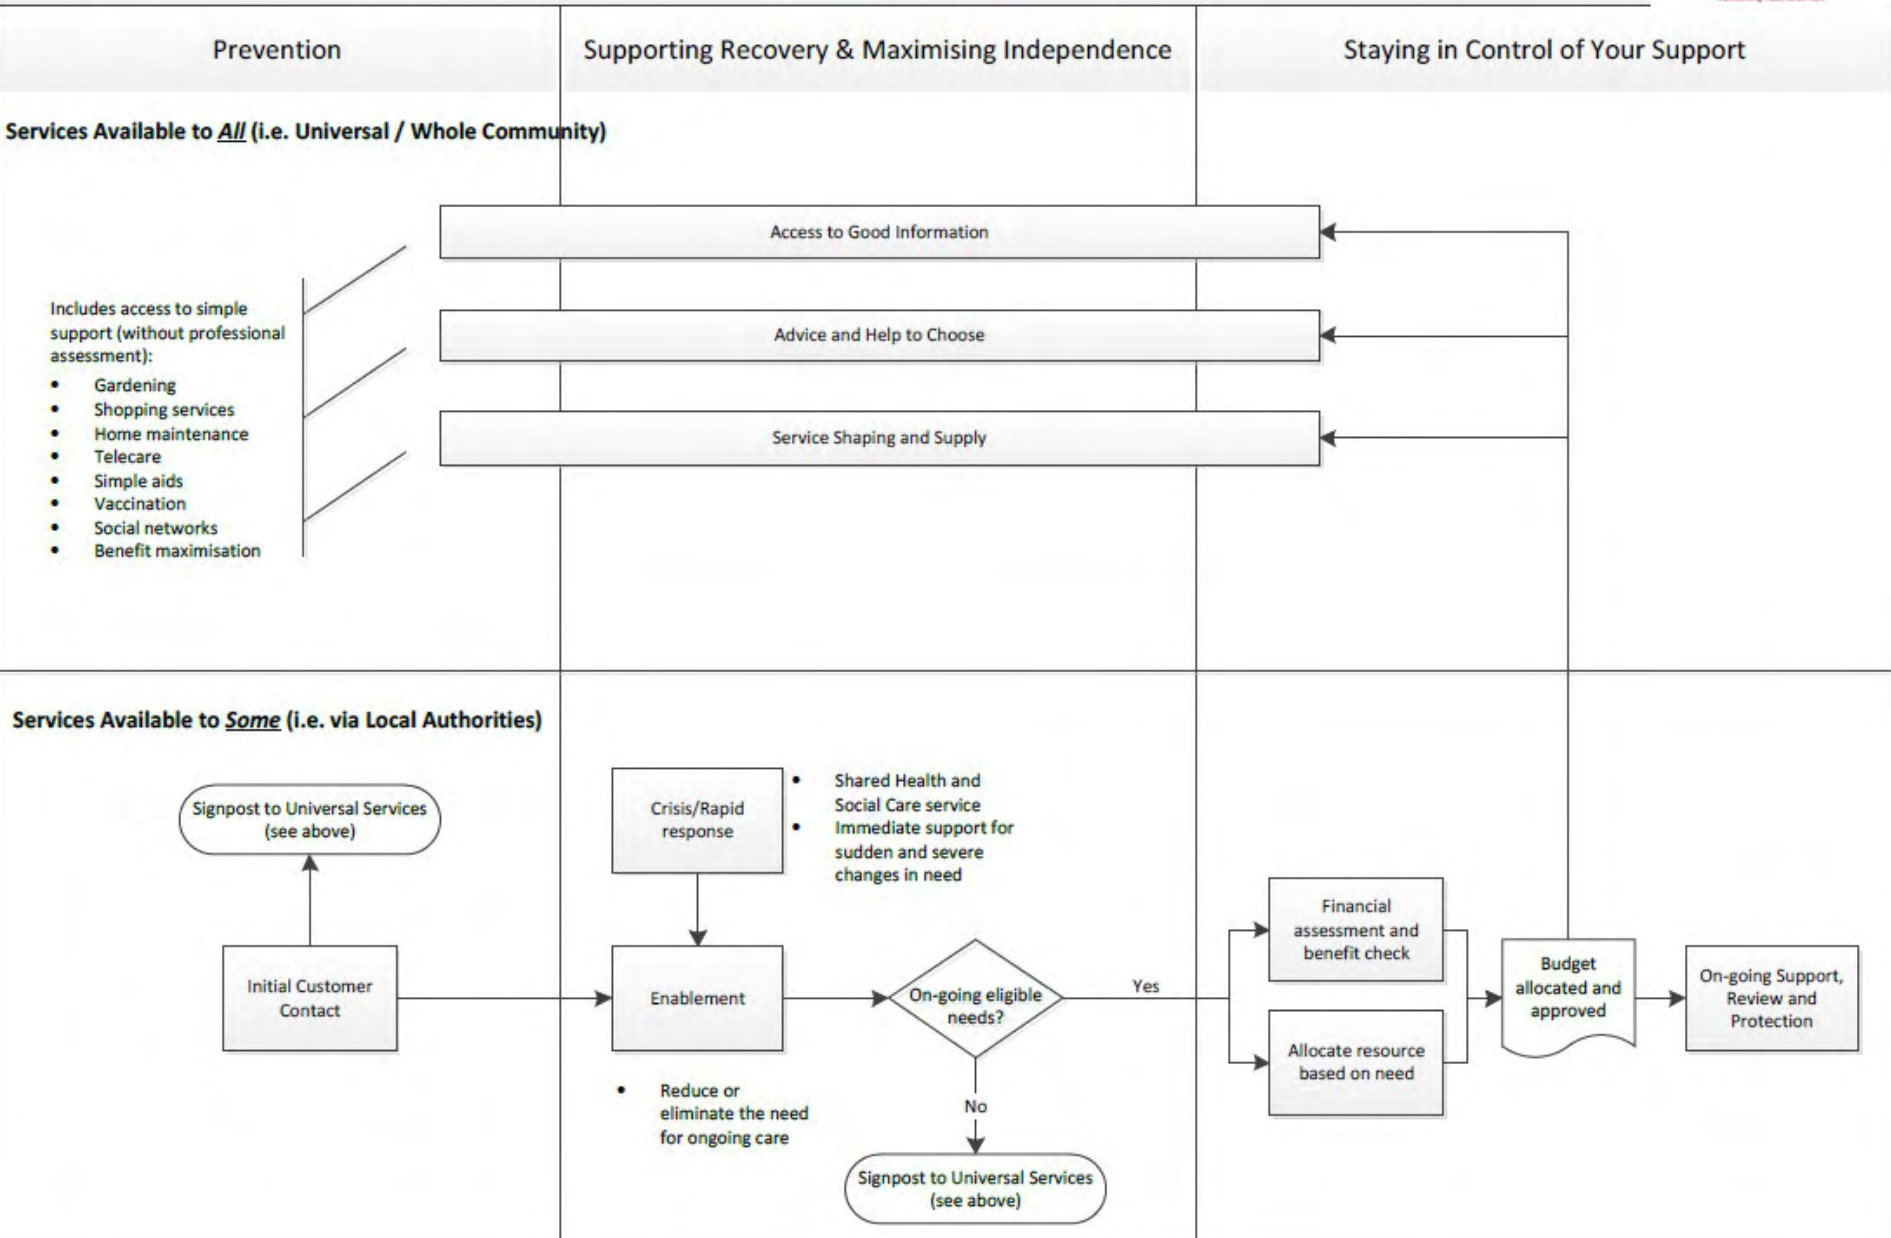 Prevention
Supporting Recovery & Maximising Independence
Staying in Control of Your Support
Services Available to All (i.e. Universal / Whole Community)
Access to Good Information
Includes access to simple
support (without professional
assessment):
• Gardening
• Shopping services
• Home maintenance
• Telecare
• Simple aids
• Vaccination
• Social networks
• Benefit maximisation
Advice and Help to Choose
Service Shaping and Supply
Services Available to Some (i.e. via Local Authorities)
Signpost to Universal Services
(see above)
Initial Customer
Contact
Crisis/Rapid
response
• Shared Health and
Social Care service
• Immediate support for
sudden and severe
changes in need
Enablement
• Reduce or
eliminate the need
for ongoing care
On-going eligible
needs?
Yes
No
Signpost to Universal Services
(see above)
Financial
assessment and
benefit check
Allocate resource
based on need
Budget
allocated and
approved
On-going Support,
Review and
Protection